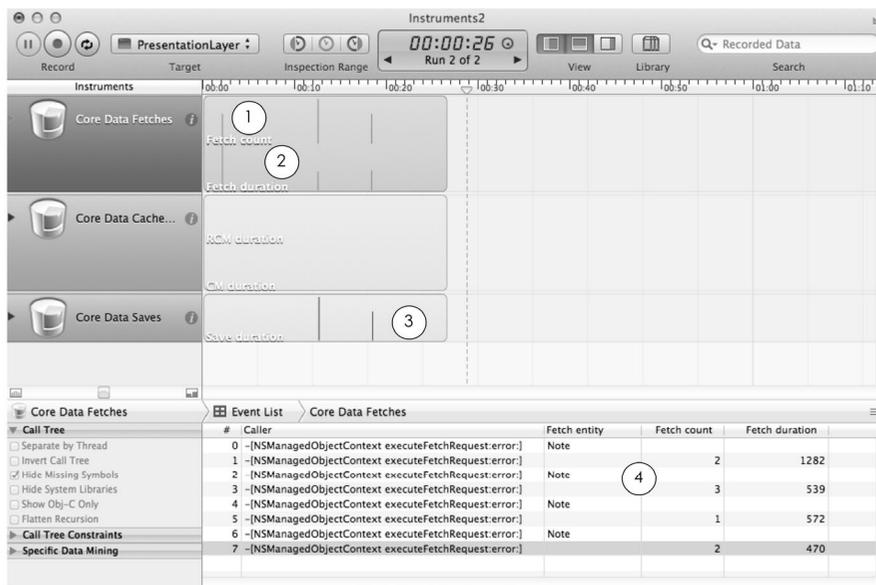 Instruments2
PresentationLayer
00:00:26
Run 2 of 2
Recorded Data
Record
Target
Inspection Range
View
Library
Search
Instruments
00:00 00:10 00:20 00:30 00:40 00:50 01:00 01:10
Core Data Fetches
1
Fetch count
2
Fetch duration
Core Data Cache...
RCM duration
CM duration
Core Data Saves
3
Save duration
Core Data Fetches
Event List Core Data Fetches
Call Tree
Separate by Thread
Invert Call Tree
Hide Missing Symbols
Hide System Libraries
Show Obj-C Only
Flatten Recursion
Call Tree Constraints
Specific Data Mining
# Caller Fetch entity Fetch count Fetch duration
0 -[NSManagedObjectContext executeFetchRequest:error:] Note
1 -[NSManagedObjectContext executeFetchRequest:error:] 2 1282
2 -[NSManagedObjectContext executeFetchRequest:error:] Note
4
3 -[NSManagedObjectContext executeFetchRequest:error:] 3 539
4 -[NSManagedObjectContext executeFetchRequest:error:] Note
5 -[NSManagedObjectContext executeFetchRequest:error:] 1 572
6 -[NSManagedObjectContext executeFetchRequest:error:] Note
7 -[NSManagedObjectContext executeFetchRequest:error:] 2 470